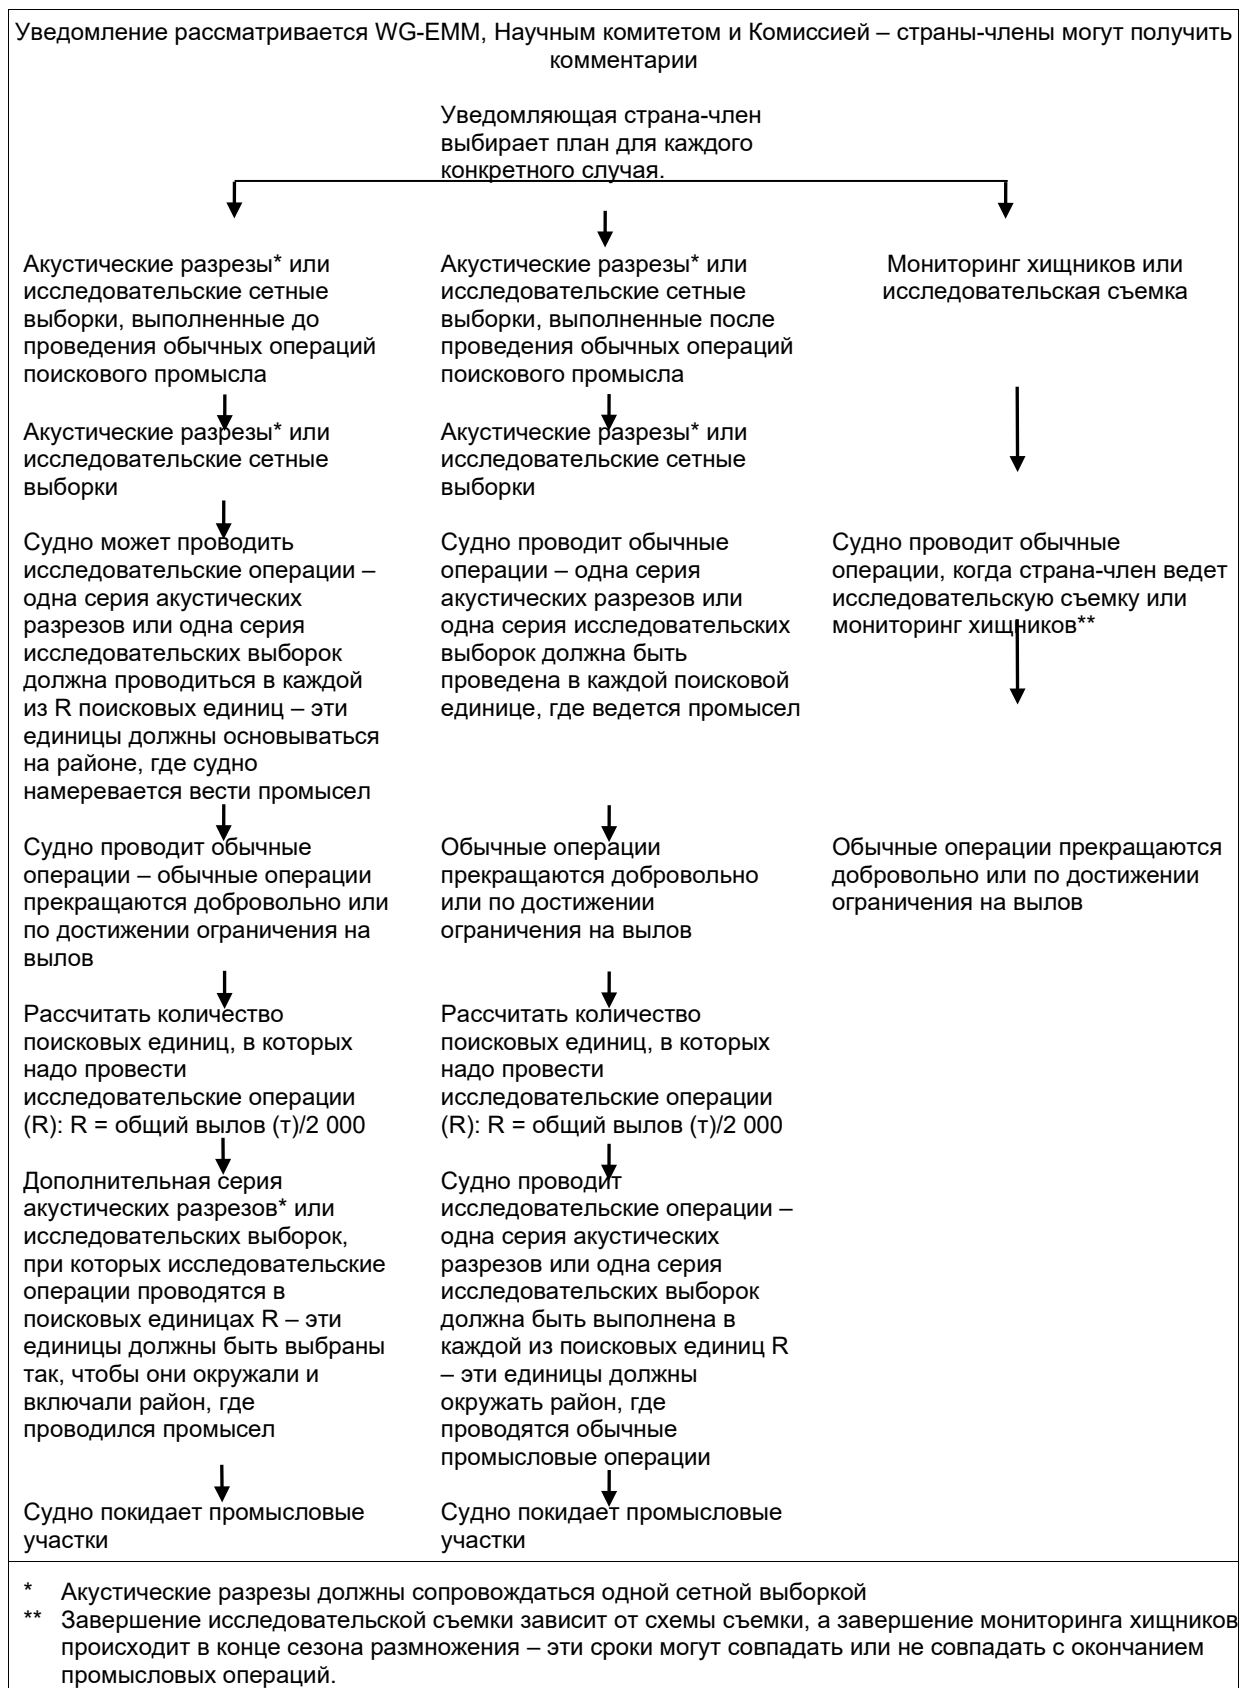 Уведомление рассматривается WG-EMM, Научным комитетом и Комиссией – страны-члены могут получить
комментарии
Уведомляющая страна-член
выбирает план для каждого
конкретного случая.
Акустические разрезы* или
исследовательские сетные
выборки, выполненные до
проведения обычных операций
поискового промысла
Акустические разрезы* или
исследовательские сетные
выборки, выполненные после
проведения обычных операций
поискового промысла
Мониторинг хищников или
исследовательская съемка
Акустические разрезы* или
исследовательские сетные
выборки
Акустические разрезы* или
исследовательские сетные
выборки
Судно может проводить
исследовательские операции –
одна серия акустических
разрезов или одна серия
исследовательских выборок
должна проводиться в каждой
из R поисковых единиц – эти
единицы должны основываться
на районе, где судно
намеревается вести промысел
Судно проводит обычные
операции – одна серия
акустических разрезов или
одна серия исследовательских
выборок должна быть
проведена в каждой поисковой
единице, где ведется промысел
Судно проводит обычные
операции, когда страна-член ведет
исследовательскую съемку или
мониторинг хищников**
Судно проводит обычные
операции – обычные операции
прекращаются добровольно или
по достижении ограничения на
вылов
Обычные операции
прекращаются добровольно
или по достижении
ограничения на вылов
Обычные операции прекращаются
добровольно или по достижении
ограничения на вылов
Рассчитать количество
поисковых единиц, в которых
надо провести
исследовательские операции
(R): R = общий вылов (т)/2 000
Рассчитать количество
поисковых единиц, в которых
надо провести
исследовательские операции
(R): R = общий вылов (т)/2 000
Дополнительная серия
акустических разрезов* или
исследовательских выборок,
при которых исследовательские
операции проводятся в
поисковых единицах R – эти
единицы должны быть выбраны
так, чтобы они окружали и
включали район, где
проводился промысел
Судно проводит
исследовательские операции –
одна серия акустических
разрезов или одна серия
исследовательских выборок
должна быть выполнена в
каждой из поисковых единиц R
– эти единицы должны
окружать район, где
проводятся обычные
промысловые операции
Судно покидает промысловые
участки
Судно покидает промысловые
участки
* Акустические разрезы должны сопровождаться одной сетной выборкой
** Завершение исследовательской съемки зависит от схемы съемки, а завершение мониторинга хищников
происходит в конце сезона размножения – эти сроки могут совпадать или не совпадать с окончанием
промысловых операций.